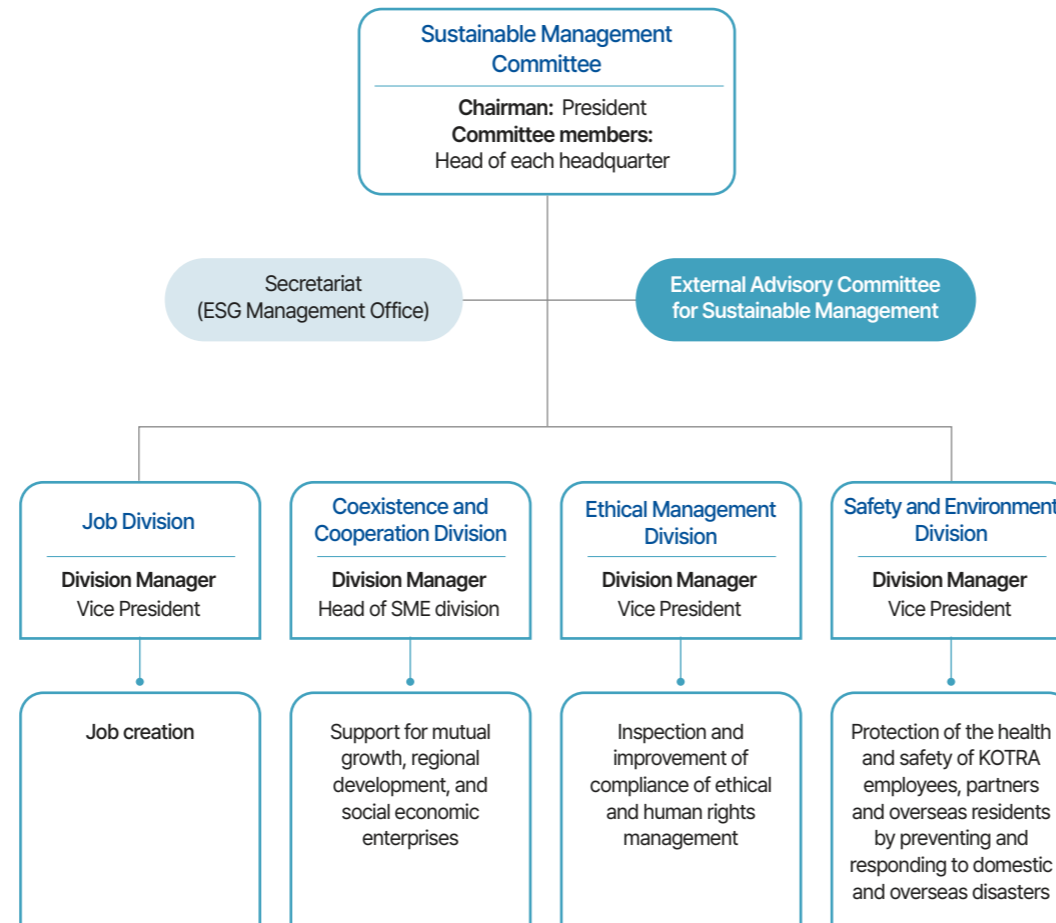 Sustainable Management
Committee
Chairman: President
Committee members:
Head of each headquarter
Secretariat
(ESG Management Office)
External Advisory Committee
for Sustainable Management
Job Division
Division Manager
Vice President
Coexistence and
Cooperation Division
Division Manager
Head of SME division
Ethical Management
Division
Division Manager
Vice President
Safety and Environment
Division
Division Manager
Vice President
Job creation
Support for mutual
growth, regional
development, and
social economic
enterprises
Inspection and
improvement of
compliance of ethical
and human rights
management
Protection of the health
and safety of KOTRA
employees, partners
and overseas residents
by preventing and
responding to domestic
and overseas disasters